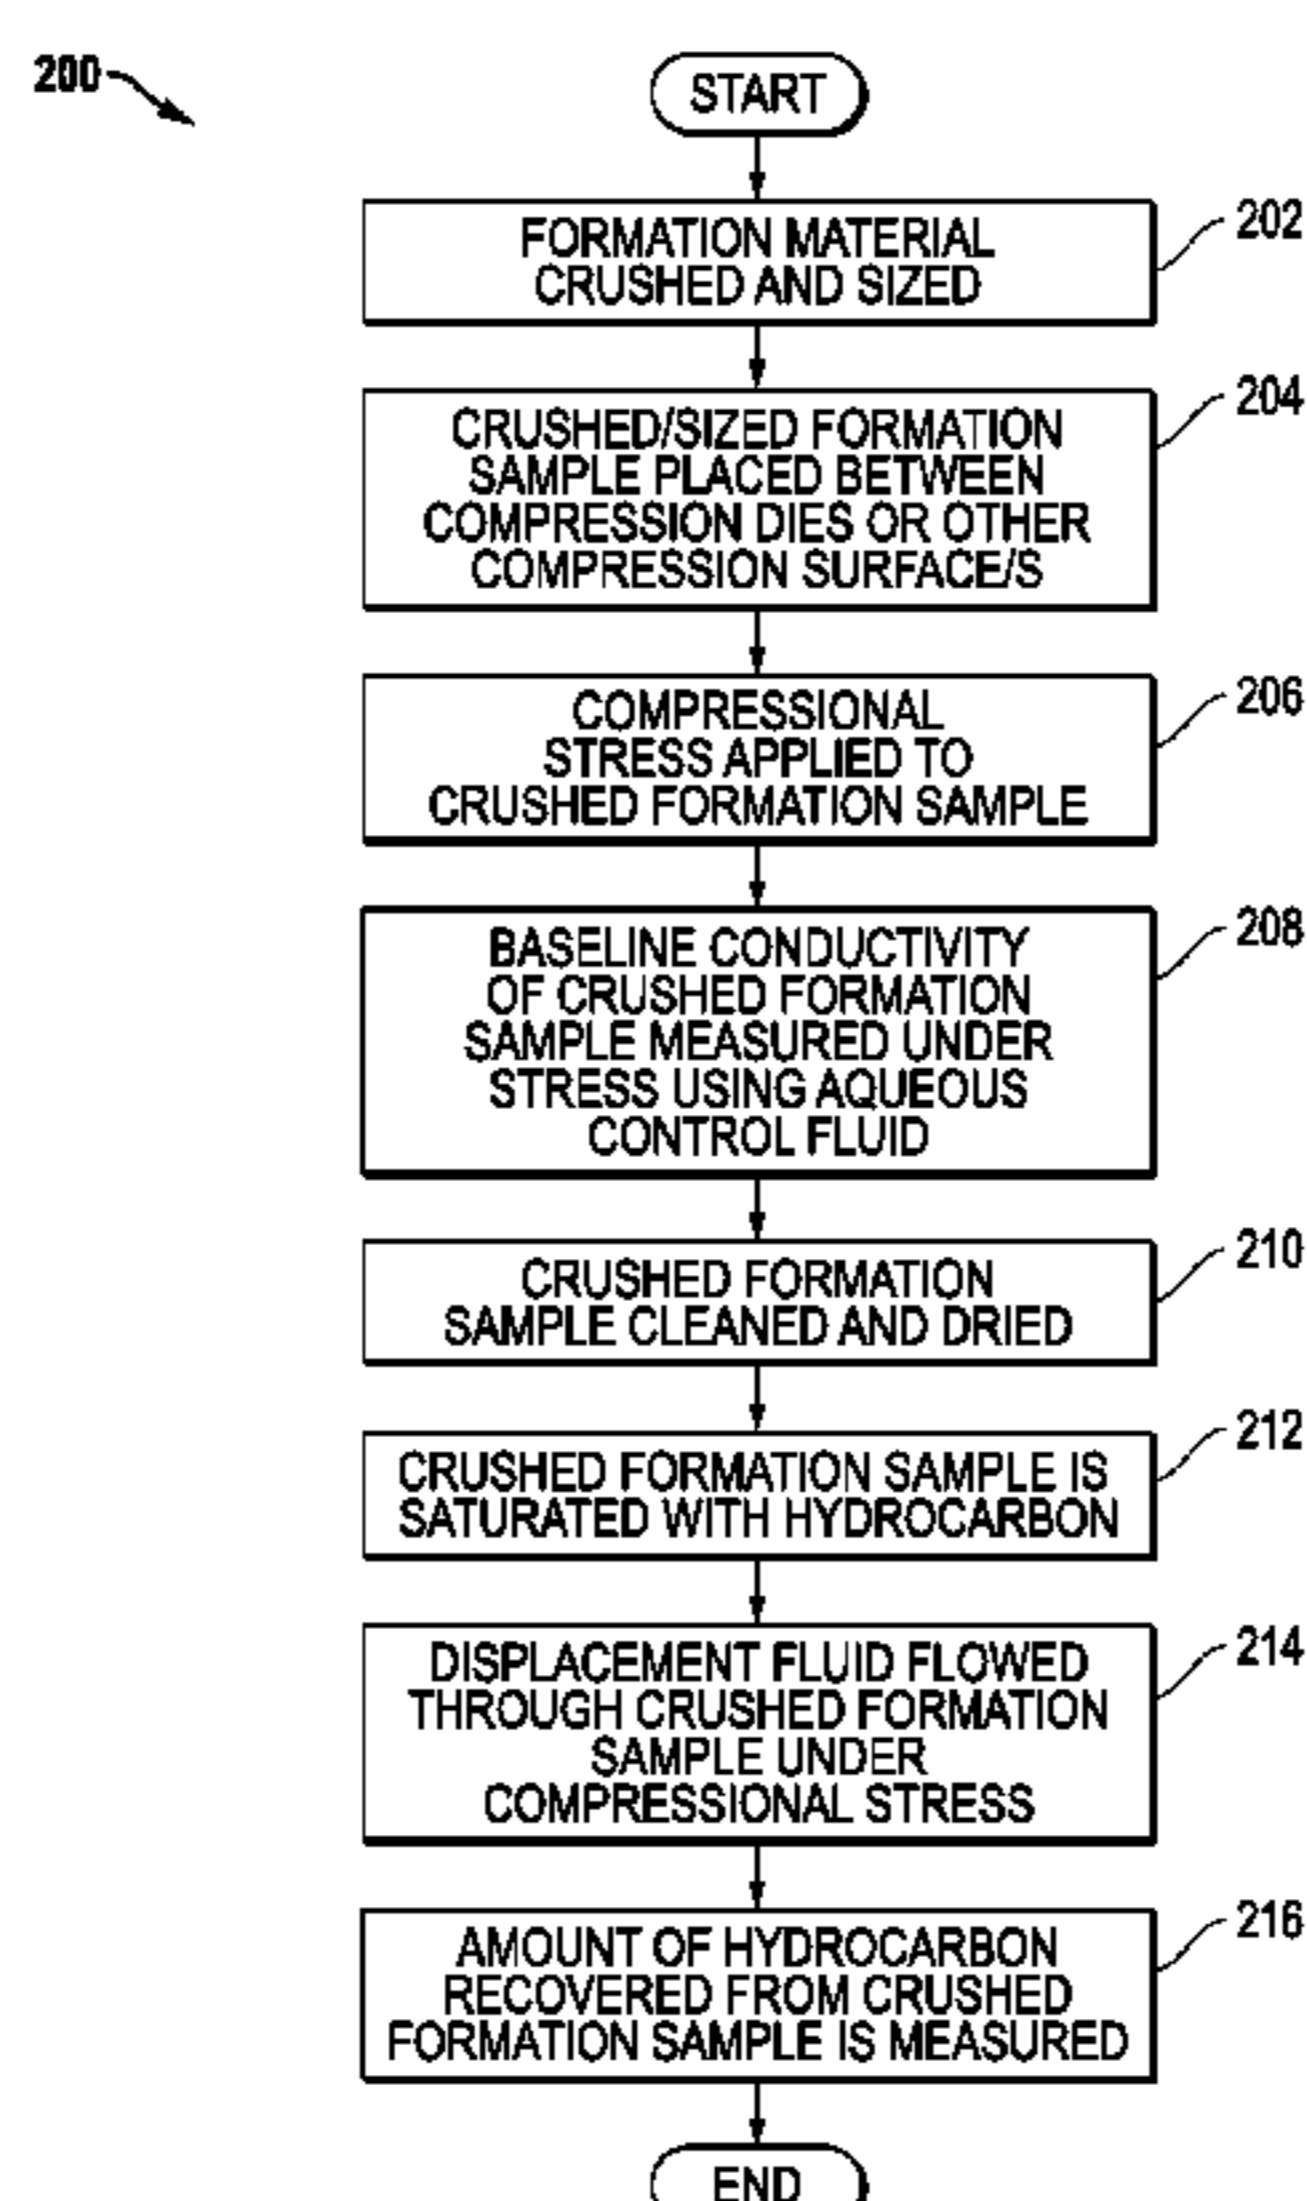 200
START
FORMATION MATERIAL
CRUSHED AND SIZED
202
CRUSHED/SIZED FORMATION
SAMPLE PLACED BETWEEN
COMPRESSION DIES OR OTHER
COMPRESSION SURFACE/S
204
COMPRESSIONAL
STRESS APPLIED TO
CRUSHED FORMATION SAMPLE
206
BASELINE CONDUCTIVITY
OF CRUSHED FORMATION
SAMPLE MEASURED UNDER
STRESS USING AQUEOUS
CONTROL FLUID
208
CRUSHED FORMATION
SAMPLE CLEANED AND DRIED
210
CRUSHED FORMATION SAMPLE IS
SATURATED WITH HYDROCARBON
212
DISPLACEMENT FLUID FLOWED
THROUGH CRUSHED FORMATION
SAMPLE UNDER
COMPRESSIONAL STRESS
214
AMOUNT OF HYDROCARBON
RECOVERED FROM CRUSHED
FORMATION SAMPLE IS MEASURED
216
END